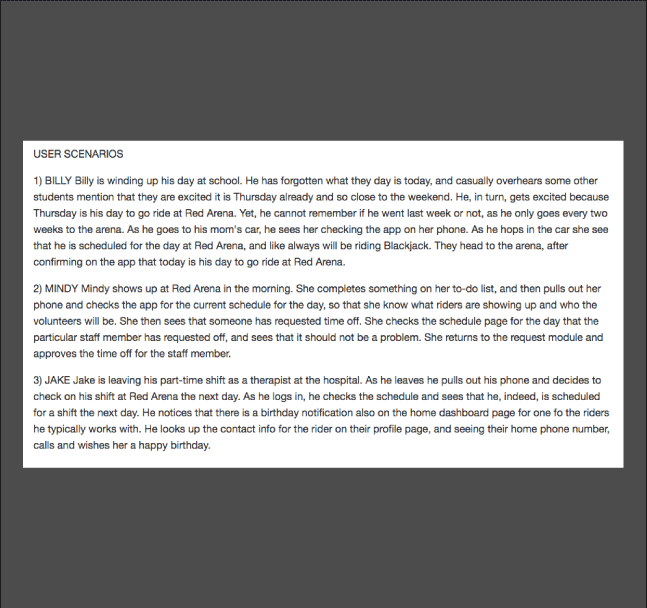 USER SCENARIOS
1) BILLY Billy is winding up his day at school. He has forgotten what they day is today, and casually overhears some other
students mention that they are excited it is Thursday already and so close to the weekend. He, in turn, gets excited because
Thursday is his day to go ride at Red Arena. Yet, he cannot remember if he went last week or not, as he only goes every two
weeks to the arena. As he goes to his mom's car, he sees her checking the app on her phone. As he hops in the car she see
that he is scheduled for the day at Red Arena, and like always will be riding Blackjack. They head to the arena, after
confirming on the app that today is his day to go ride at Red Arena.
2) MINDY Mindy shows up at Red Arena in the morning. She completes something on her to-do list, and then pulls out her
phone and checks the app for the current schedule for the day, so that she know what riders are showing up and who the
volunteers will be. She then sees that someone has requested time off. She checks the schedule page for the day that the
particular staff member has requested off, and sees that it should not be a problem. She returns to the request module and
approves the time off for the staff member.
3) JAKE Jake is leaving his part-time shift as a therapist at the hospital. As he leaves he pulls out his phone and decides to
check on his shift at Red Arena the next day. As he logs in, he checks the schedule and sees that he, indeed, is scheduled
for a shift the next day. He notices that there is a birthday notification also on the home dashboard page for one fo the riders
he typically works with. He looks up the contact info for the rider on their profile page, and seeing their home phone number,
calls and wishes her a happy birthday.